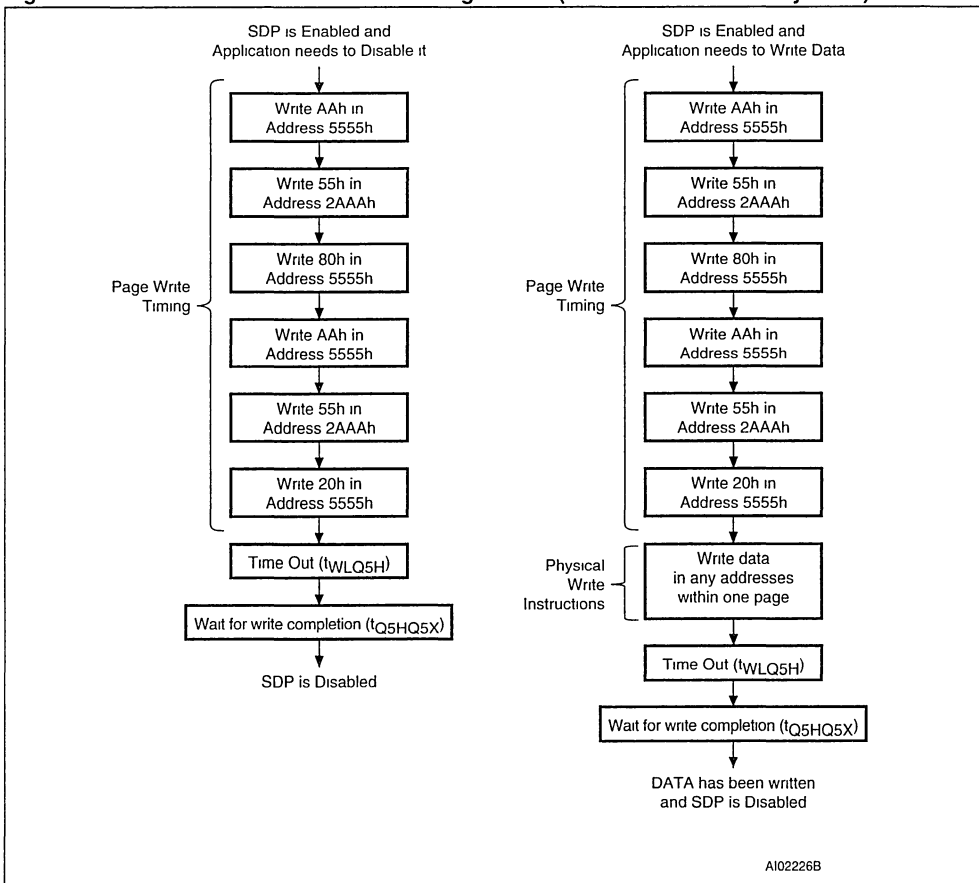 SDP is Enabled and
Application needs to Disable it
Write AAh in
Address 5555h
Write 55h in
Address 2AAAh
Write 80h in
Address 5555h
Page Write
Timing
Write AAh in
Address 5555h
Write 55h in
Address 2AAAh
Write 20h in
Address 5555h
Time Out (tWLQ5H)
Wait for write completion (tQ5HQ5X)
SDP is Disabled
SDP is Enabled and
Application needs to Write Data
Write AAh in
Address 5555h
Write 55h in
Address 2AAAh
Write 80h in
Address 5555h
Page Write
Timing
Write AAh in
Address 5555h
Write 55h in
Address 2AAAh
Write 20h in
Address 5555h
Physical
Write
Instructions
Write data
in any addresses
within one page
Time Out (tWLQ5H)
Wait for write completion (tQ5HQ5X)
DATA has been written
and SDP is Disabled
AI02226B